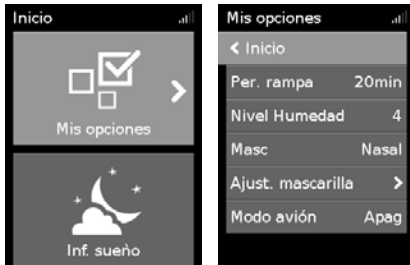 Inicio
Mis opciones
Inf. sueño
Mis opciones
Inicio
Per. rampa 20min
Nivel Humedad 4
Masc Nasal
Ajust. mascarilla
Modo avión Apag